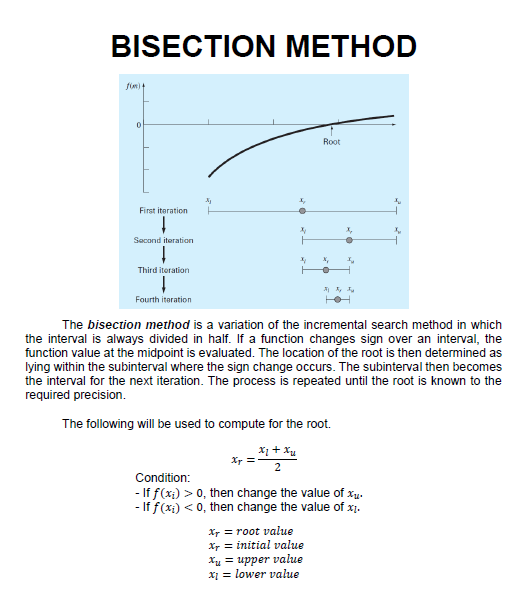 BISECTION METHOD
f(m)
0
Root
x_l x_r x_u
First iteration
x_l x_r x_u
Second iteration
x_l x_r x_u
Third iteration
x_l x_r x_u
Fourth iteration
The bisection method is a variation of the incremental search method in which
the interval is always divided in half. If a function changes sign over an interval, the
function value at the midpoint is evaluated. The location of the root is then determined as
lying within the subinterval where the sign change occurs. The subinterval then becomes
the interval for the next iteration. The process is repeated until the root is known to the
required precision.
The following will be used to compute for the root.
x_r = (x_l + x_u) / 2
Condition:
- If f(x_i) > 0, then change the value of x_u.
- If f(x_i) < 0, then change the value of x_l.
x_r = root value
x_r = initial value
x_u = upper value
x_l = lower value